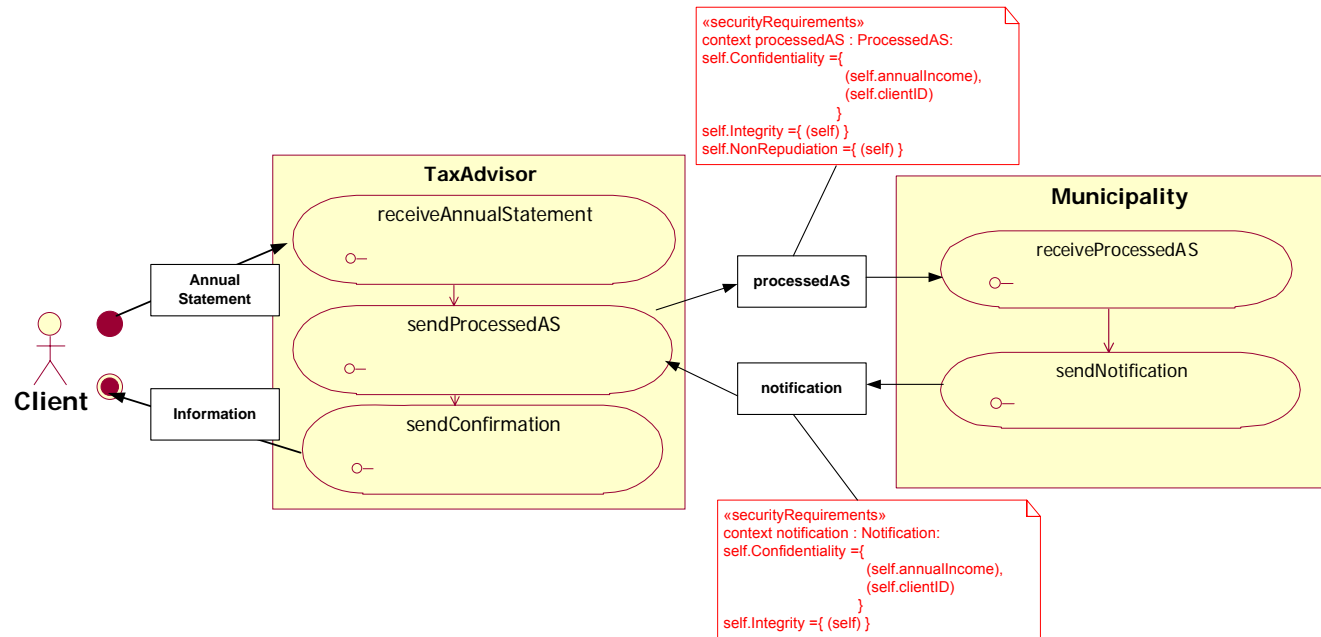 «securityRequirements»
context processedAS : ProcessedAS:
self.Confidentiality ={
(self.annualIncome),
(self.clientID)
}
self.Integrity ={ (self) }
self.NonRepudiation ={ (self) }
TaxAdvisor
receiveAnnualStatement
Annual
Statement
sendProcessedAS
Client
Information
sendConfirmation
processedAS
notification
Municipality
receiveProcessedAS
sendNotification
«securityRequirements»
context notification : Notification:
self.Confidentiality ={
(self.annualIncome),
(self.clientID)
}
self.Integrity ={ (self) }